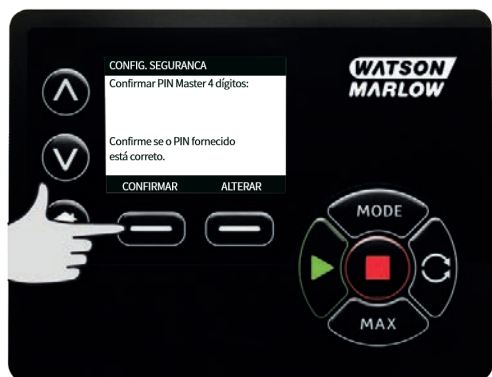 CONFIG. SEGURANCA
Confirmar PIN Master 4 dígitos:
Confirme se o PIN fornecido
está correto.
CONFIRMAR ALTERAR
WATSON
MARLOW
MODE
MAX